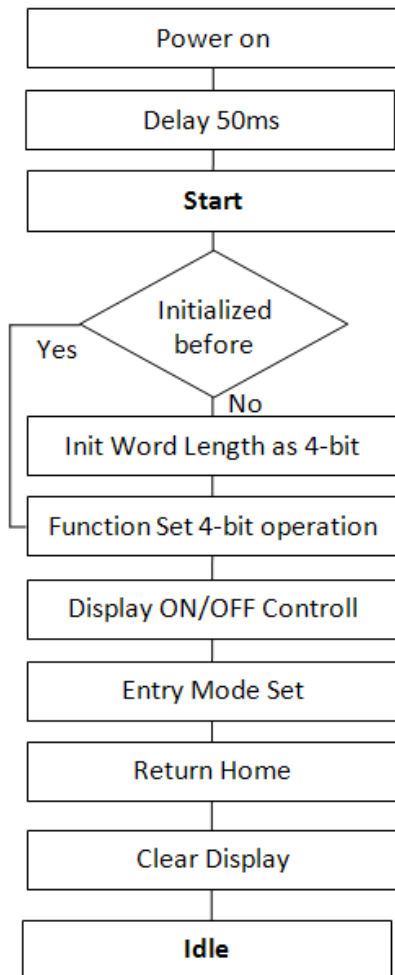 Power on
Delay 50ms
Start
Initialized
before
Yes
No
Init Word Length as 4-bit
Function Set 4-bit operation
Display ON/OFF Controll
Entry Mode Set
Return Home
Clear Display
Idle